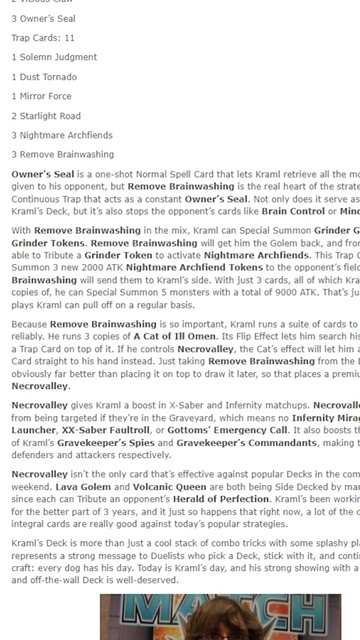 2 Vicious Claw
3 Owner's Seal
Trap Cards: 11
1 Solemn Judgment
1 Dust Tornado
1 Mirror Force
2 Starlight Road
3 Nightmare Archfiends
3 Remove Brainwashing
Owner's Seal is a one-shot Normal Spell Card that lets Kraml retrieve all the mo
given to his opponent, but Remove Brainwashing is the real heart of the strate
Continuous Trap that acts as a constant Owner's Seal. Not only does it serve as
Kraml's Deck, but it's also stops the opponent's cards like Brain Control or Mind
With Remove Brainwashing in the mix, Kraml can Special Summon Grinder G
Grinder Tokens. Remove Brainwashing will get him the Golem back, and from
able to Tribute a Grinder Token to activate Nightmare Archfiends. This Trap C
Summon 3 new 2000 ATK Nightmare Archfiend Tokens to the opponent's field
Brainwashing will send them to Kraml's side. With just 3 cards, all of which Kra
copies of, he can Special Summon 5 monsters with a total of 9000 ATK. That's ju
plays Kraml can pull off on a regular basis.
Because Remove Brainwashing is so important, Kraml runs a suite of cards to
reliably. He runs 3 copies of A Cat of Ill Omen. Its Flip Effect lets him search his
a Trap Card on top of it. If he controls Necrovalley, the Cat's effect will let him a
Card straight to his hand instead. Just taking Remove Brainwashing from the D
obviously far better than placing it on top to draw it later, so that places a premiu
Necrovalley.
Necrovalley gives Kraml a boost in X-Saber and Infernity matchups. Necrovalle
from being targeted if they're in the Graveyard, which means no Infernity Mirag
Launcher, XX-Saber Faultroll, or Gottoms' Emergency Call. It also boosts th
of Kraml's Gravekeeper's Spies and Gravekeeper's Commandants, making t
defenders and attackers respectively.
Necrovalley isn't the only card that's effective against popular Decks in the com
weekend. Lava Golem and Volcanic Queen are both being Side Decked by man
since each can Tribute an opponent's Herald of Perfection. Kraml's been workin
for the better part of 3 years, and it just so happens that right now, a lot of the c
integral cards are really good against today's popular strategies.
Kraml's Deck is more than just a cool stack of combo tricks with some splashy pla
represents a strong message to Duelists who pick a Deck, stick with it, and contin
craft: every dog has his day. Today is Kraml's day, and his strong showing with a
and off-the-wall Deck is well-deserved.
MATCH